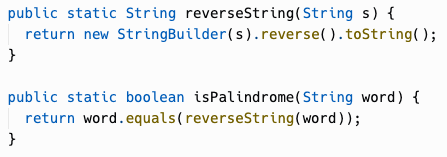 public static String reverseString(String s) {
  return new StringBuilder(s).reverse().toString();
}

public static boolean isPalindrome(String word) {
  return word.equals(reverseString(word));
}